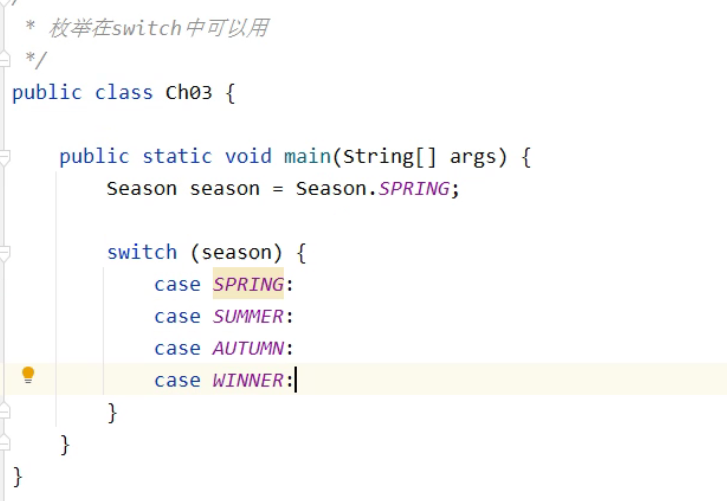 * 枚举在switch中可以用
*/
public class Ch03 {
public static void main(String[] args) {
Season season = Season.SPRING;
switch (season) {
case SPRING:
case SUMMER:
case AUTUMN:
case WINNER:
}
}
}